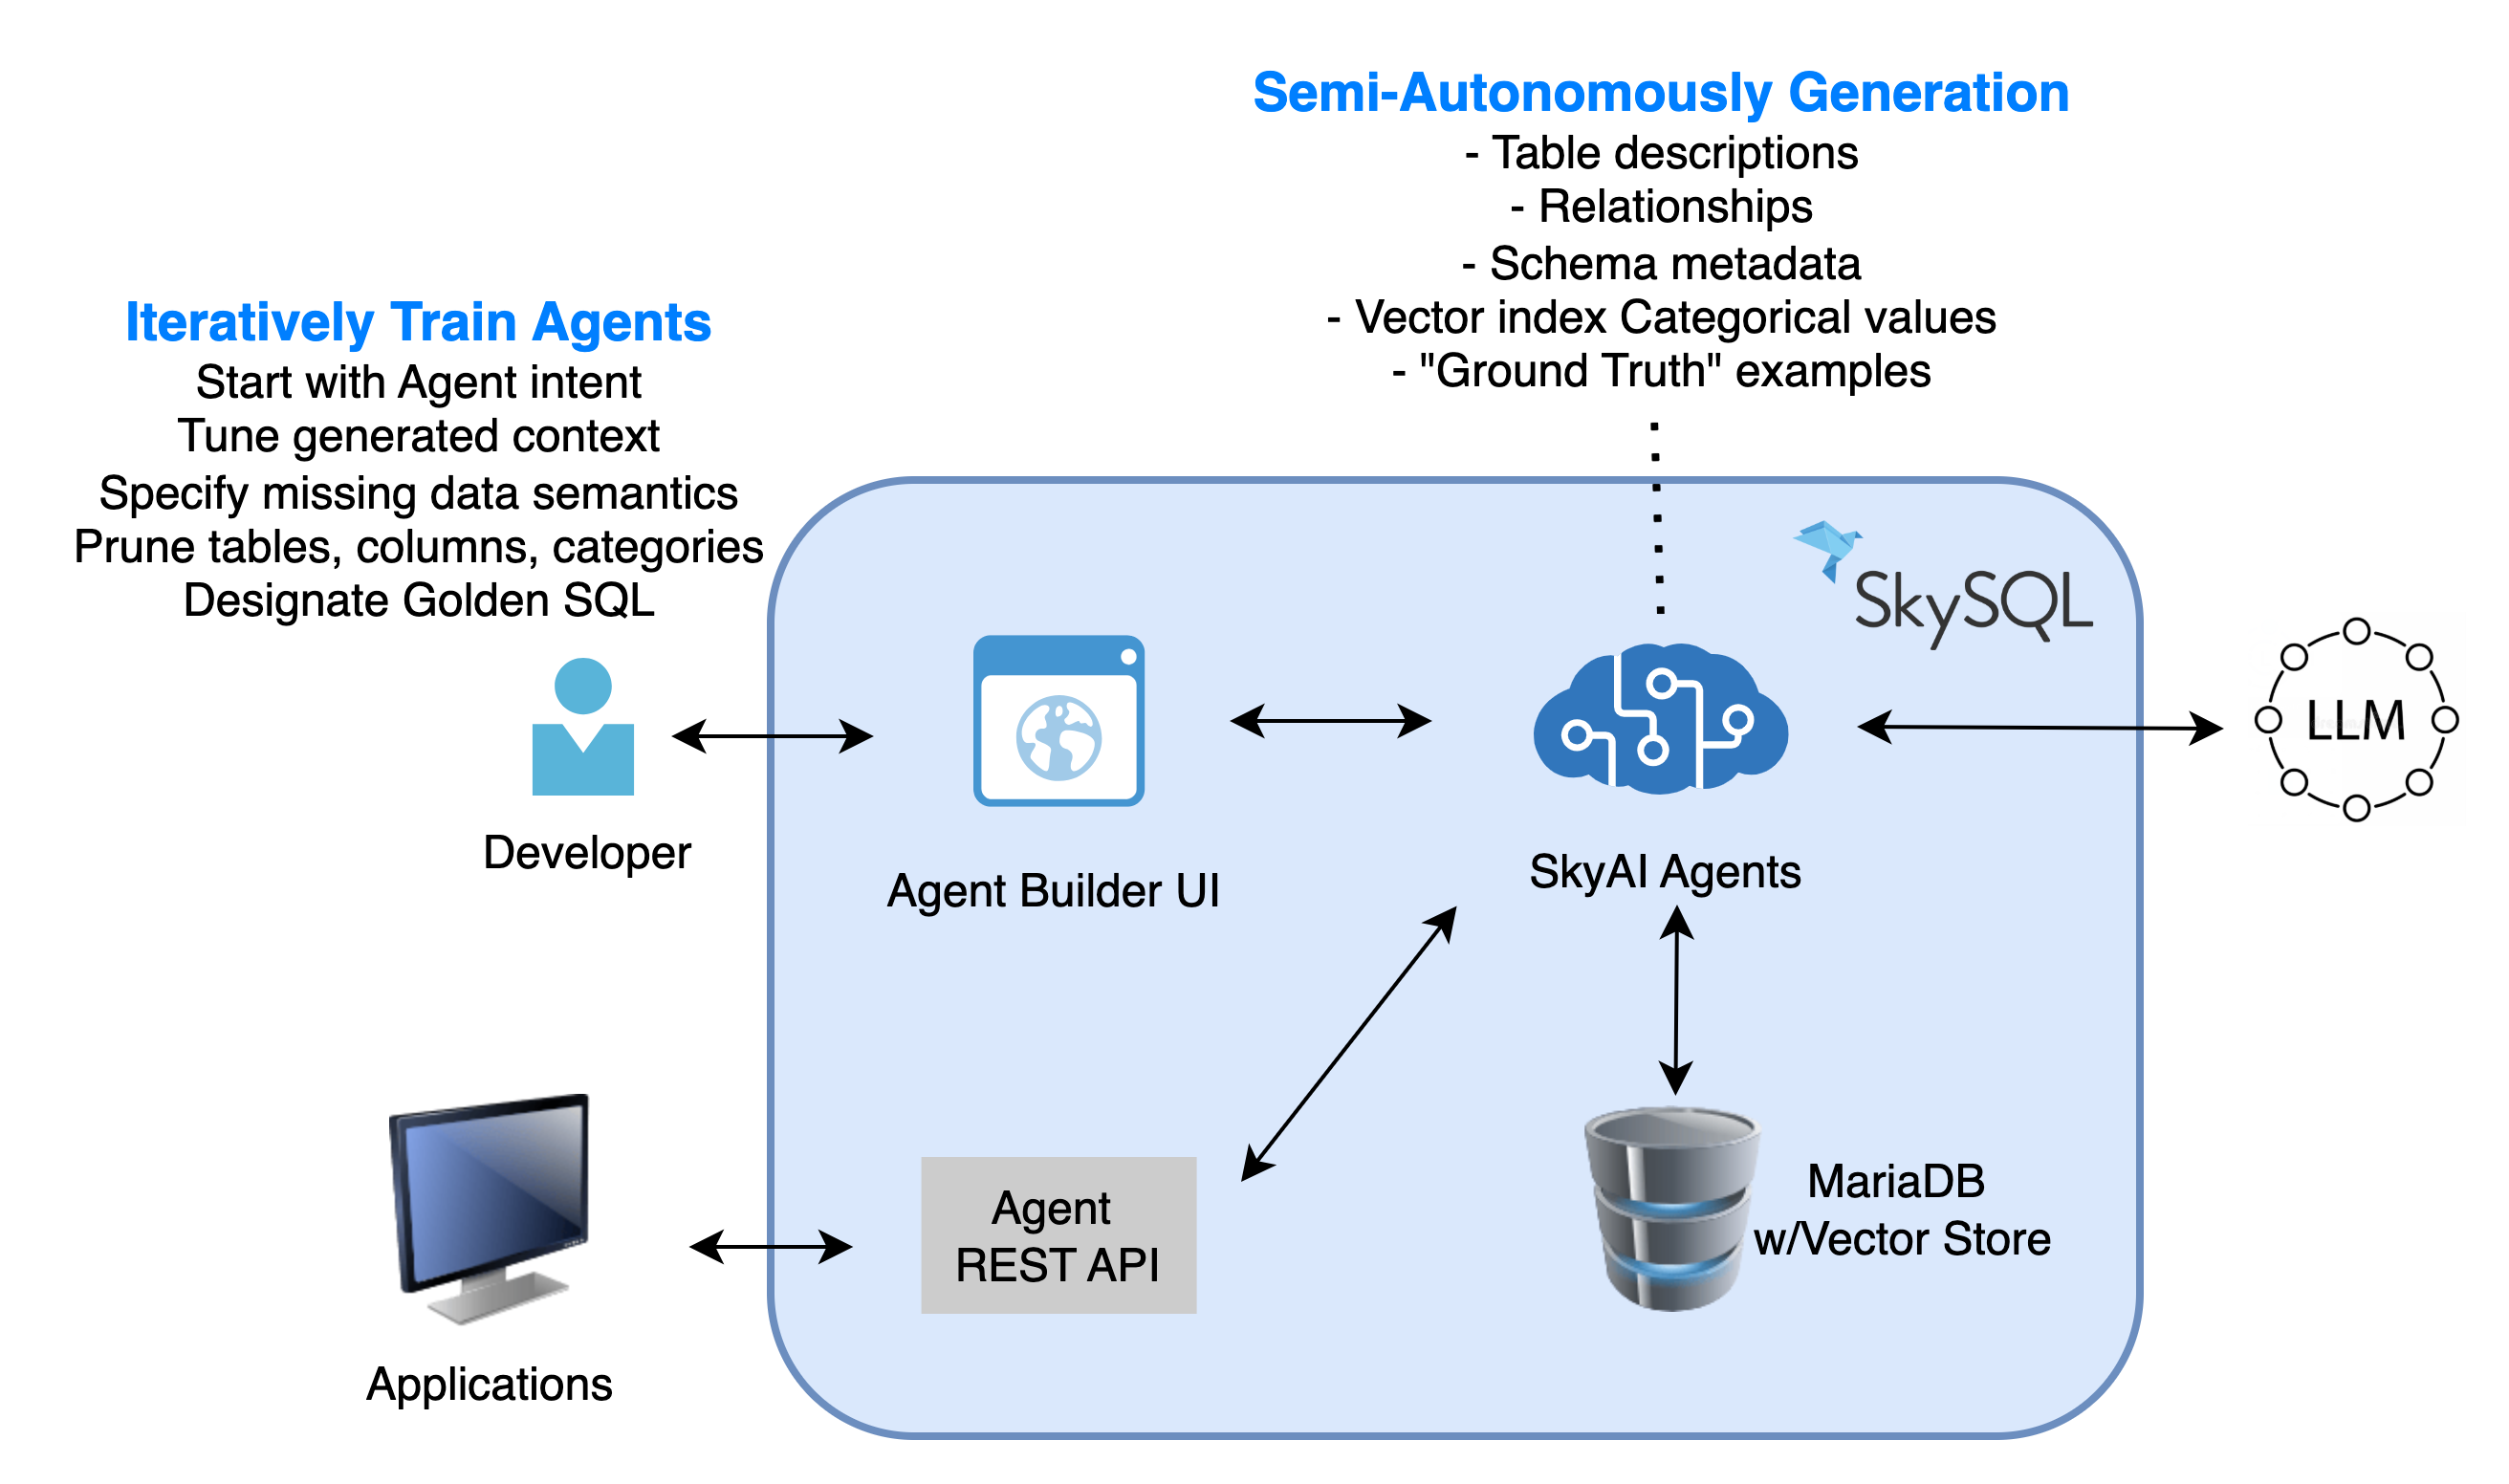 Semi-Autonomously Generation
- Table descriptions
- Relationships
- Schema metadata
- Vector index Categorical values
- "Ground Truth" examples
Iteratively Train Agents
Start with Agent intent
Tune generated context
Specify missing data semantics
Prune tables, columns, categories
Designate Golden SQL
SkySQL
LLM
Developer
Agent Builder UI
SkyAI Agents
Agent
REST API
MariaDB
w/Vector Store
Applications